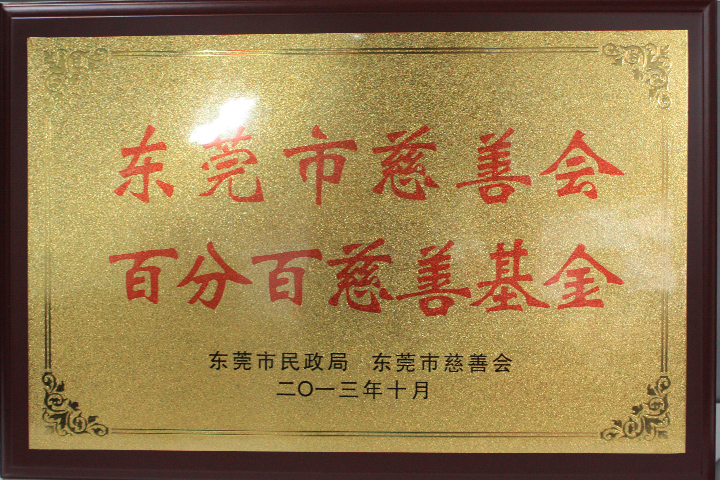 东莞市慈善会
百分百慈善基金
东莞市民政局 东莞市慈善会
二〇一三年十月